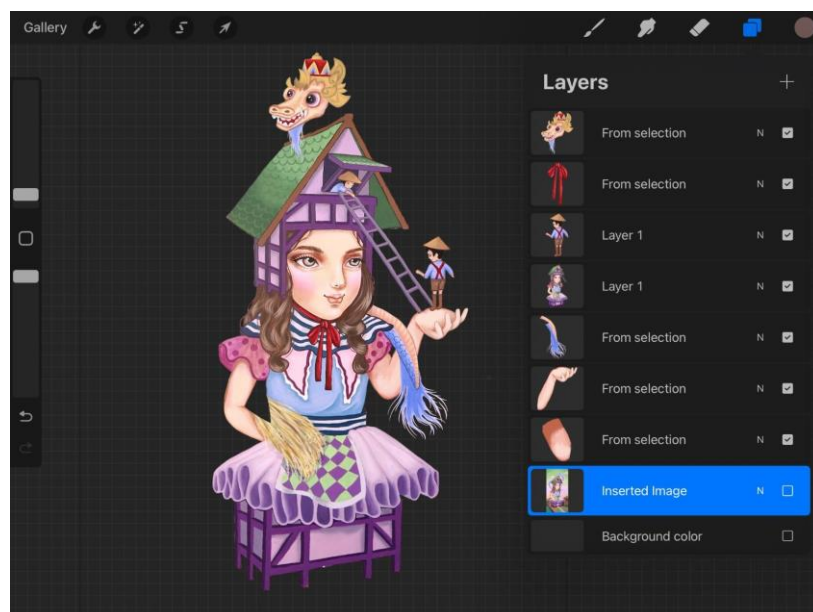 Gallery
Layers
From selection N
From selection N
Layer 1 N
Layer 1 N
From selection N
From selection N
From selection N
Inserted Image N
Background color